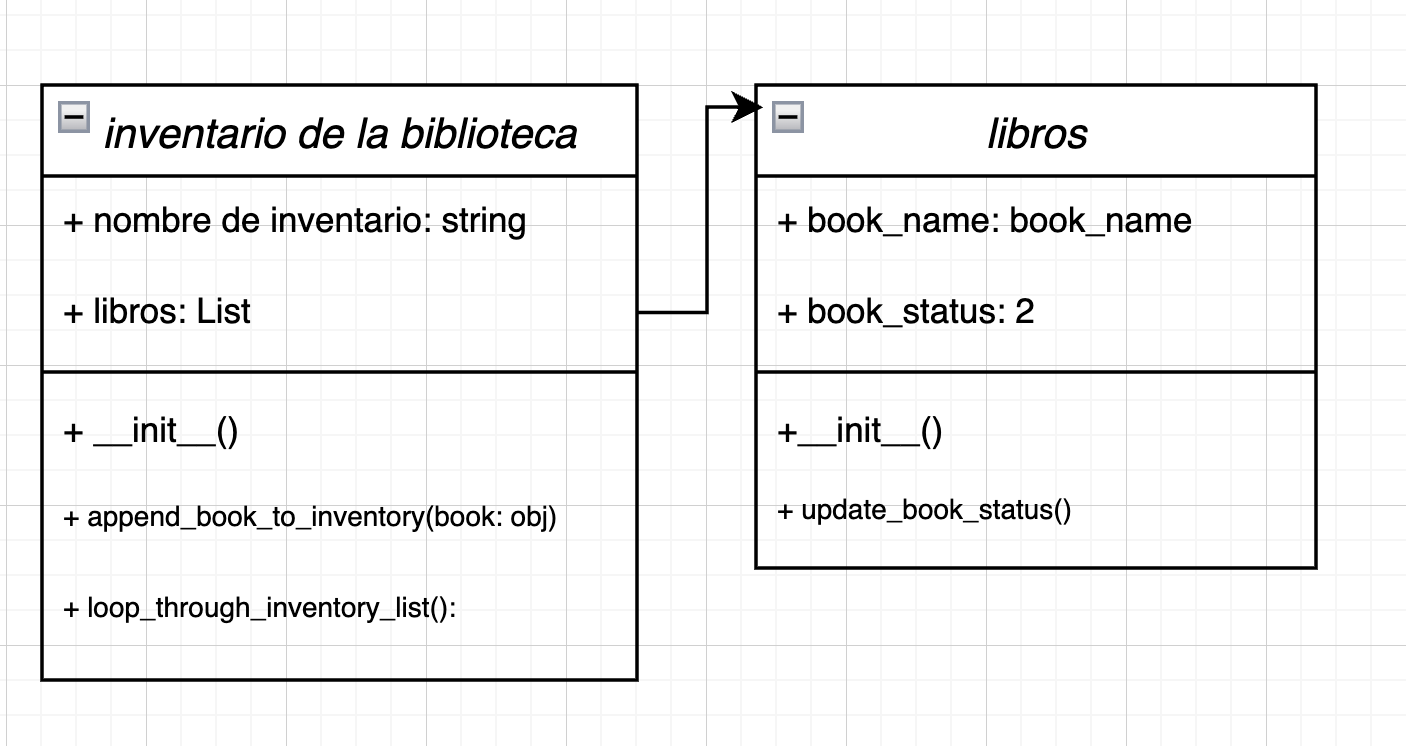 inventario de la biblioteca
+ nombre de inventario: string
+ libros: List
+ __init__()
+ append_book_to_inventory(book: obj)
+ loop_through_inventory_list():
libros
+ book_name: book_name
+ book_status: 2
+__init__()
+ update_book_status()